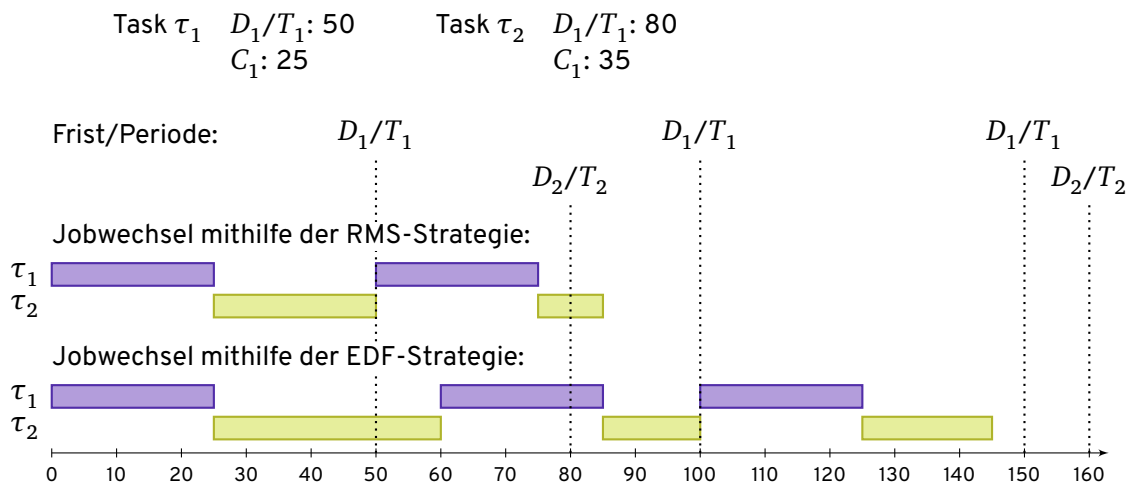 Task τ₁ D₁/T₁: 50 Task τ₂ D₁/T₁: 80
C₁: 25 C₁: 35
Frist/Periode: D₁/T₁ D₁/T₁ D₁/T₁
D₂/T₂ D₂/T₂
Jobwechsel mithilfe der RMS-Strategie:
τ₁
τ₂
Jobwechsel mithilfe der EDF-Strategie:
τ₁
τ₂
0 10 20 30 40 50 60 70 80 90 100 110 120 130 140 150 160